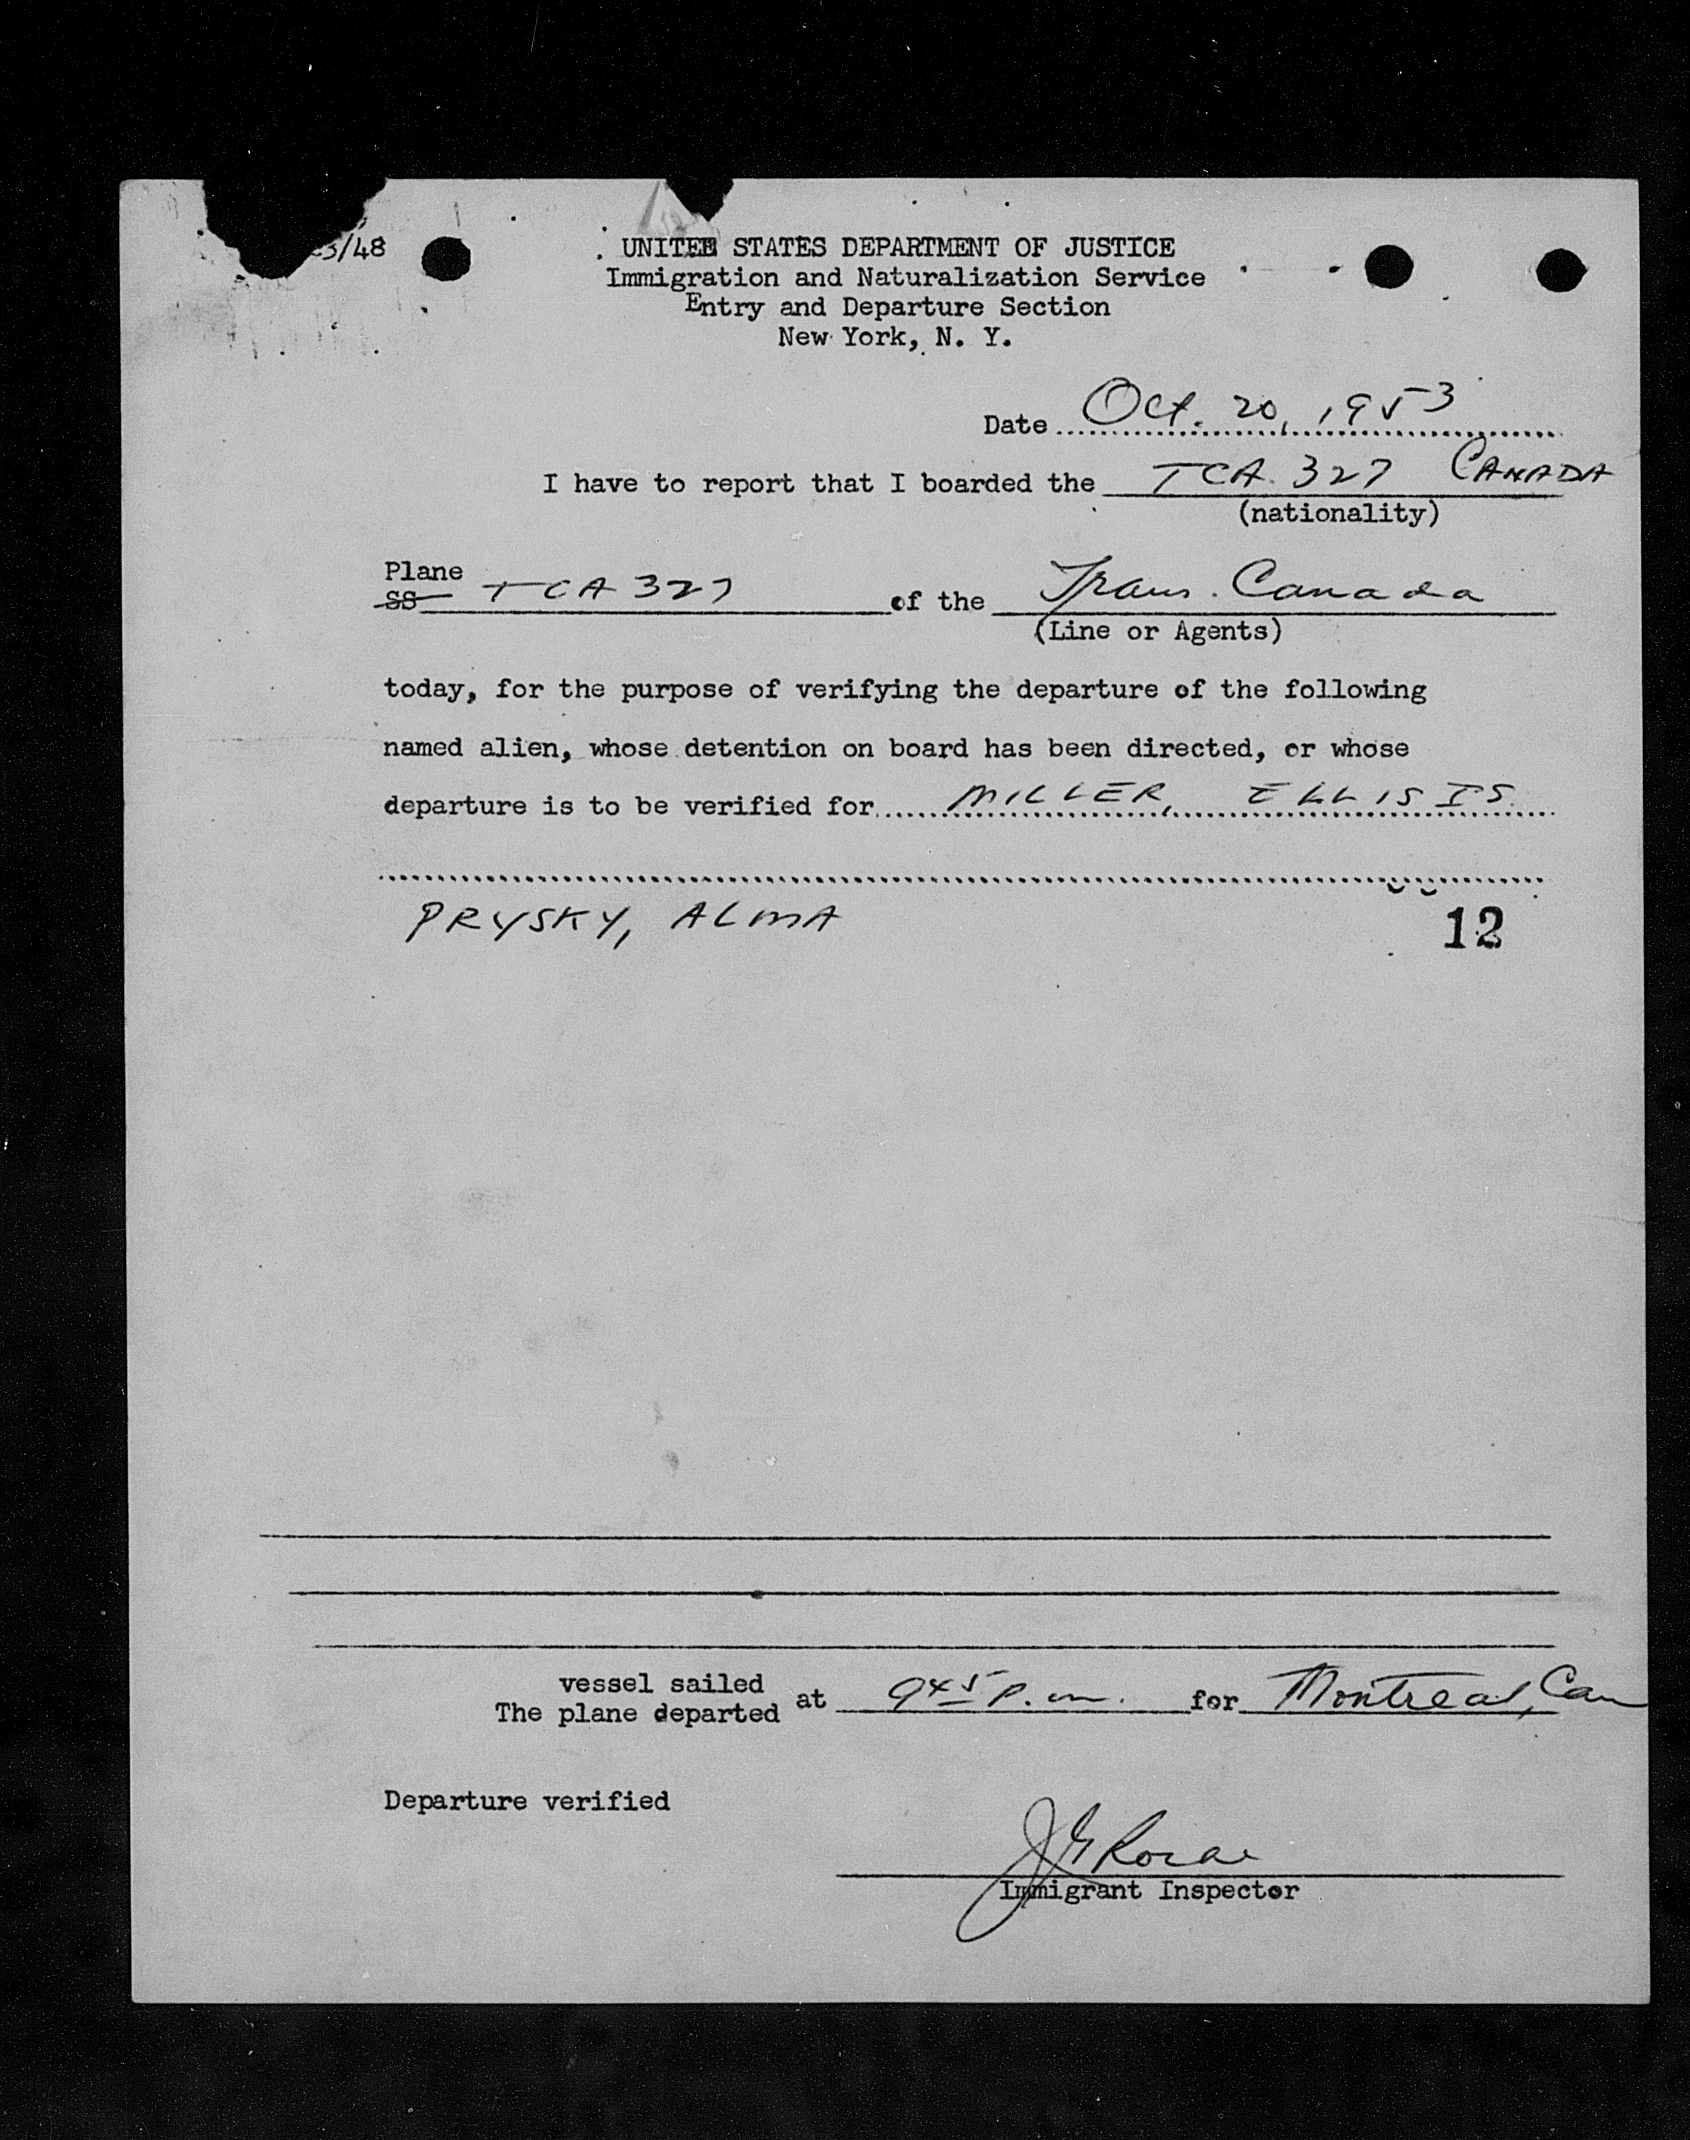 3/48
UNITED STATES DEPARTMENT OF JUSTICE
Immigration and Naturalization Service
Entry and Departure Section
New York, N. Y.
Date Oct. 20, 1953
I have to report that I boarded the TCA 327 CANADA
(nationality)
Plane
SS TCA 327 of the Trans. Canada
(Line or Agents)
today, for the purpose of verifying the departure of the following
named alien, whose detention on board has been directed, or whose
departure is to be verified for MILLER, ELLIS
PRYSKY, ALMA
12
vessel sailed
The plane departed at 945 P.m. for Montreal, Can
Departure verified
Immigrant Inspector